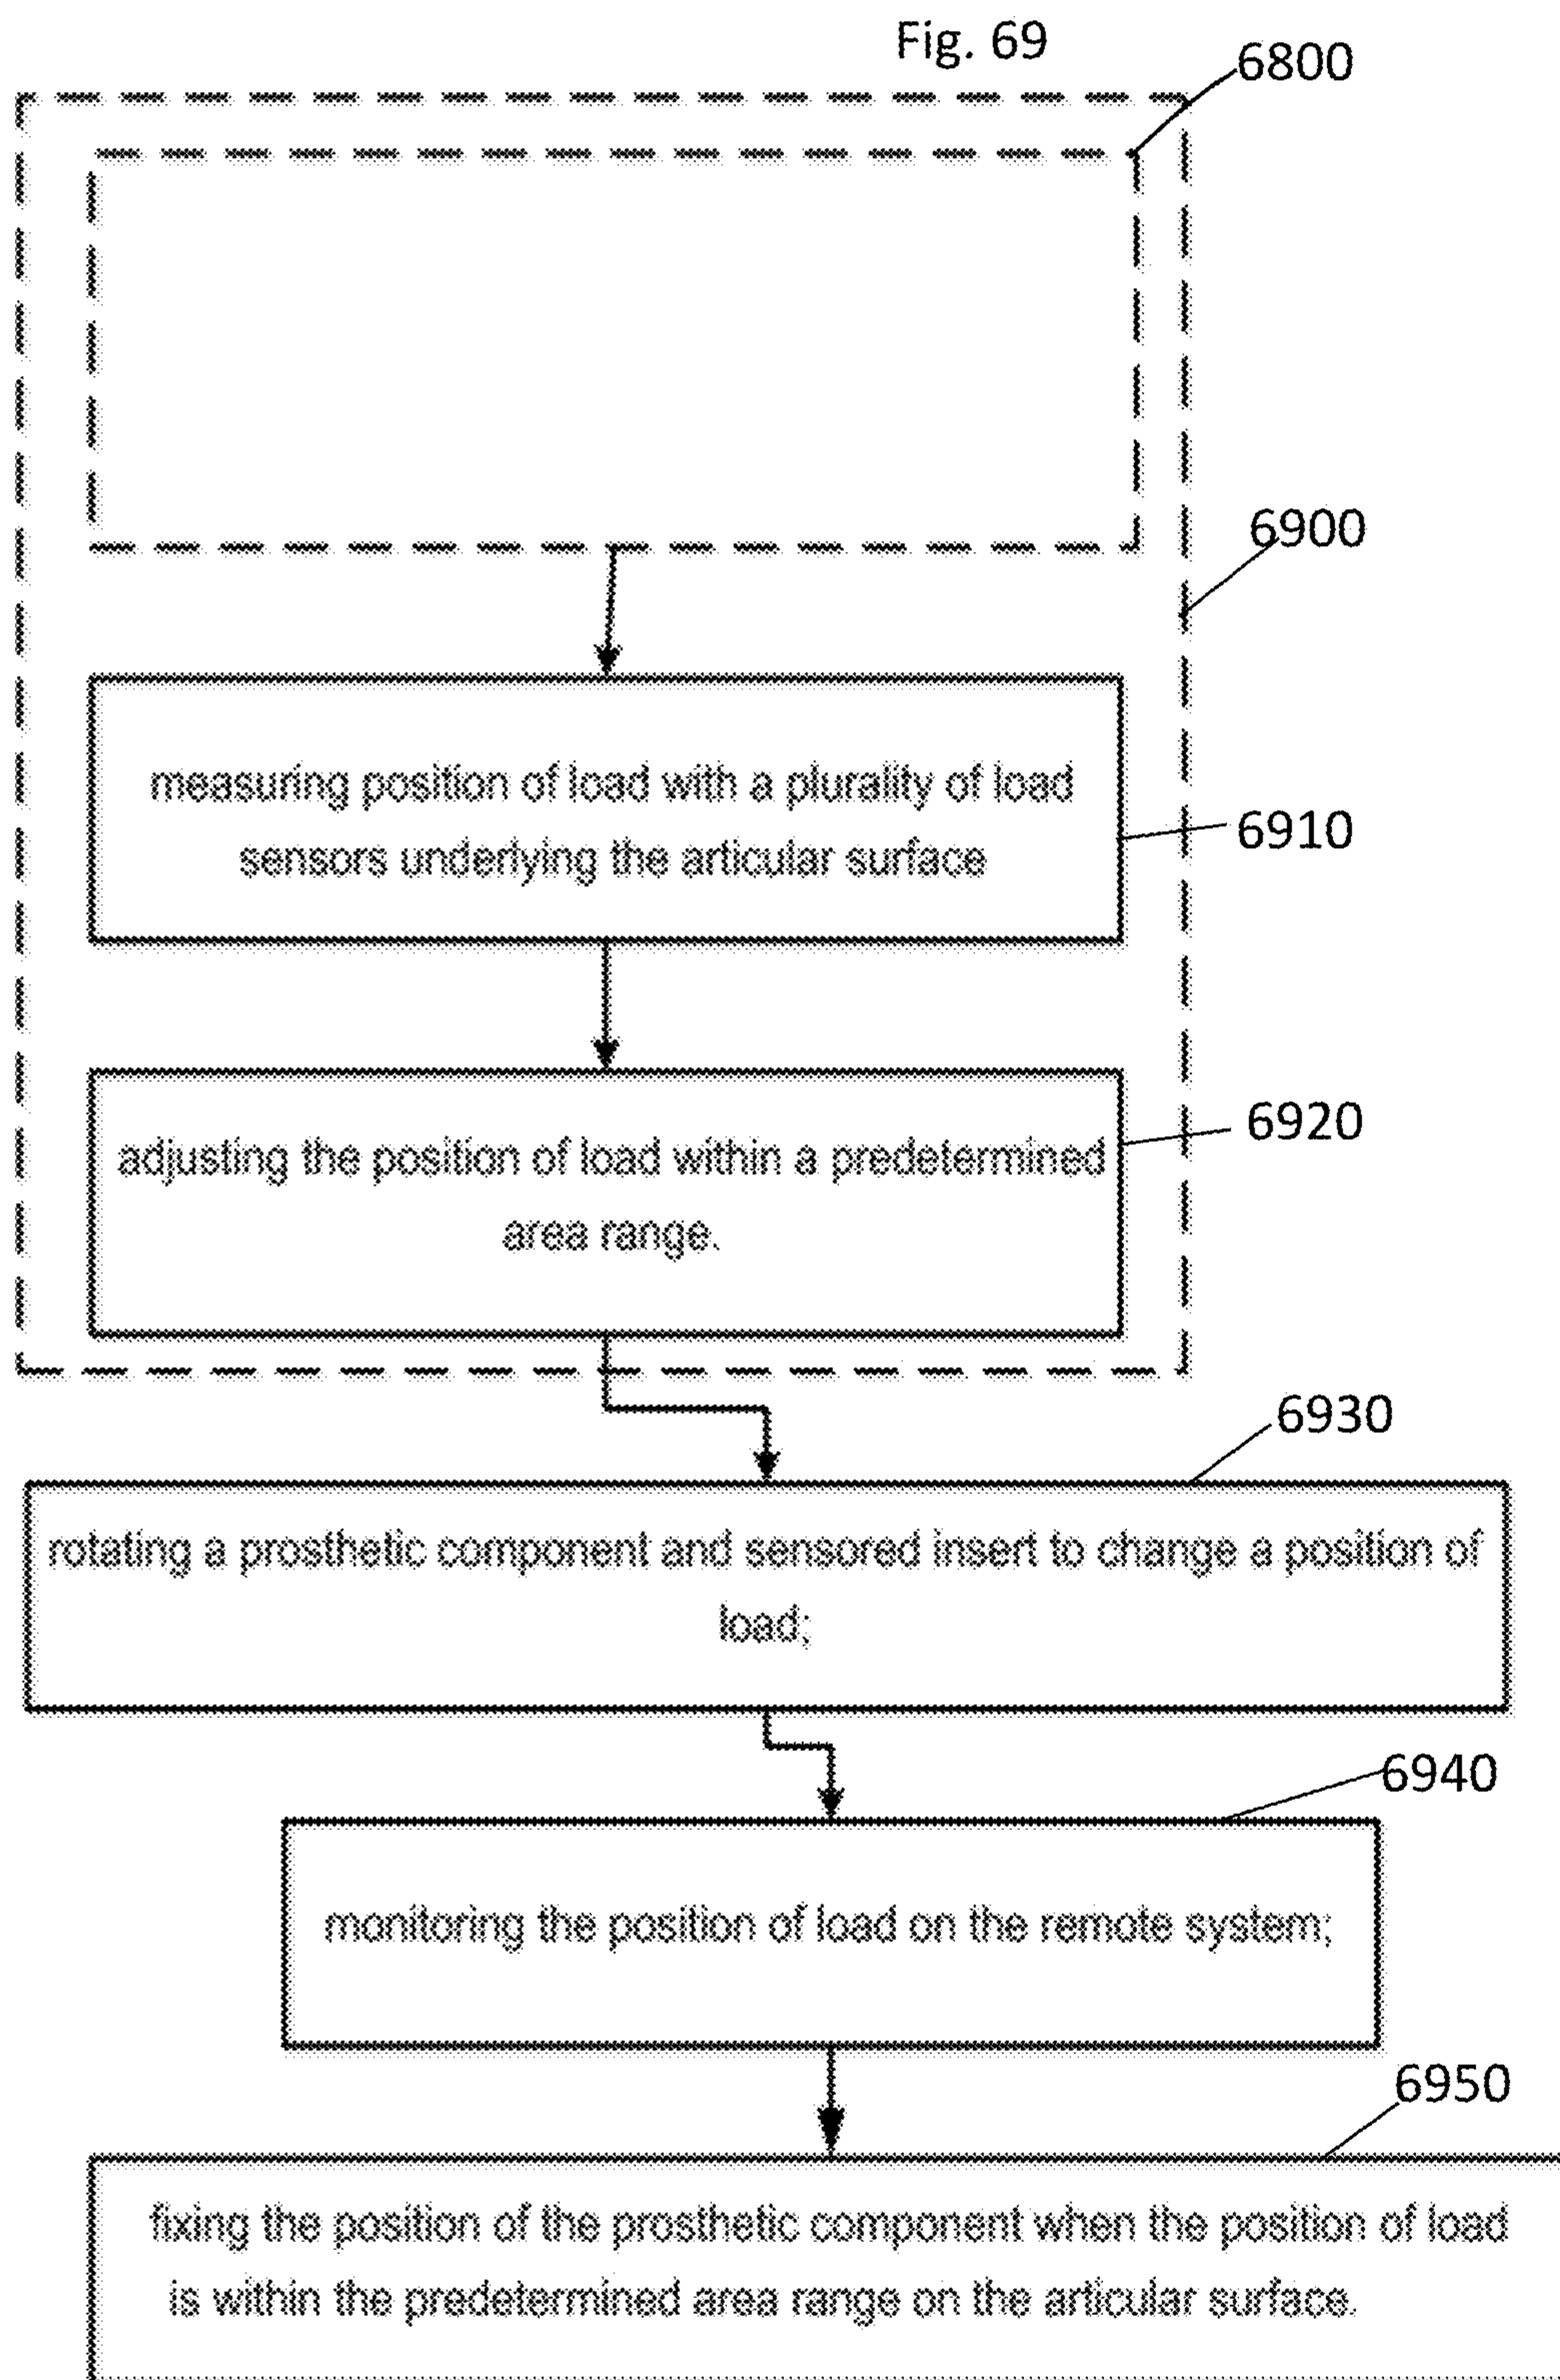 Fig. 69
6800
6900
measuring position of load with a plurality of load
sensors underlying the articular surface
6910
adjusting the position of load within a predetermined
area range.
6920
6930
rotating a prosthetic component and sensored insert to change a position of
load;
6940
monitoring the position of load on the remote system;
6950
fixing the position of the prosthetic component when the position of load
is within the predetermined area range on the articular surface.